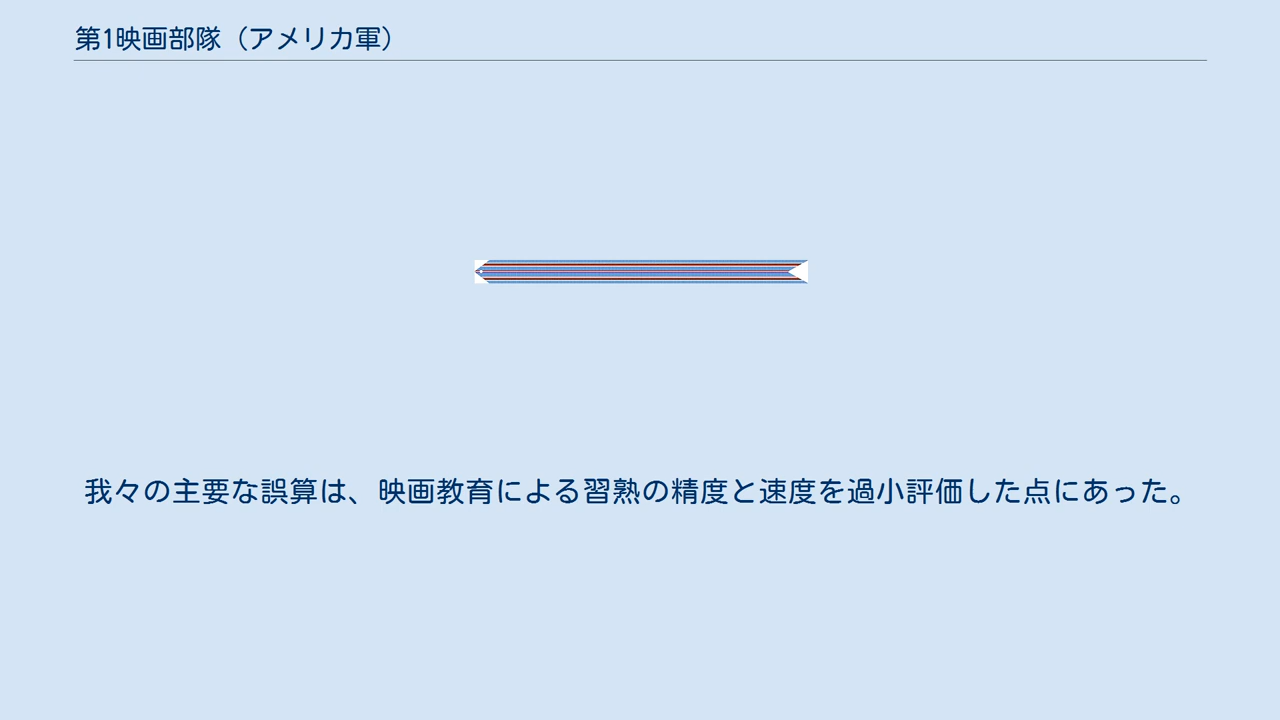 第1映画部隊（アメリカ軍）
我々の主要な誤算は、映画教育による習熟の精度と速度を過小評価した点にあった。